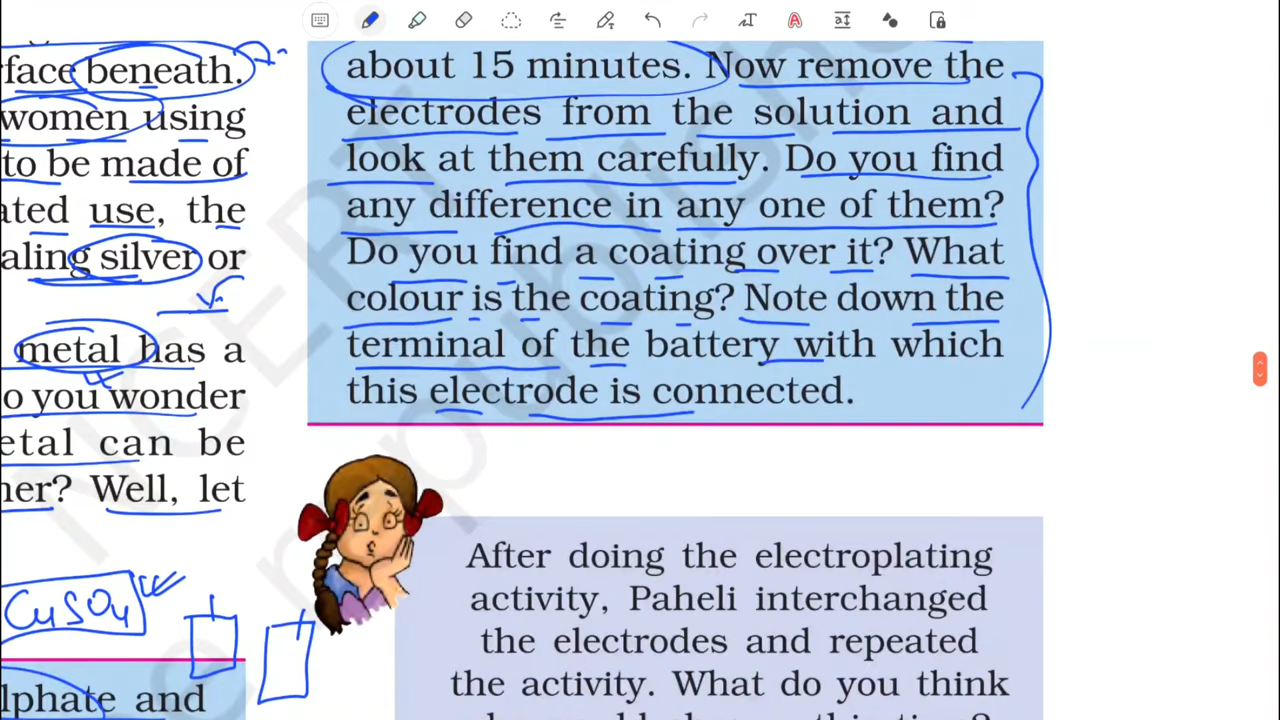 rface beneath.
women using
to be made of
ated use, the
aling silver or
metal has a
o you wonder
etal can be
her? Well, let
CuSO4
lphate and
about 15 minutes. Now remove the
electrodes from the solution and
look at them carefully. Do you find
any difference in any one of them?
Do you find a coating over it? What
colour is the coating? Note down the
terminal of the battery with which
this electrode is connected.
After doing the electroplating
activity, Paheli interchanged
the electrodes and repeated
the activity. What do you think